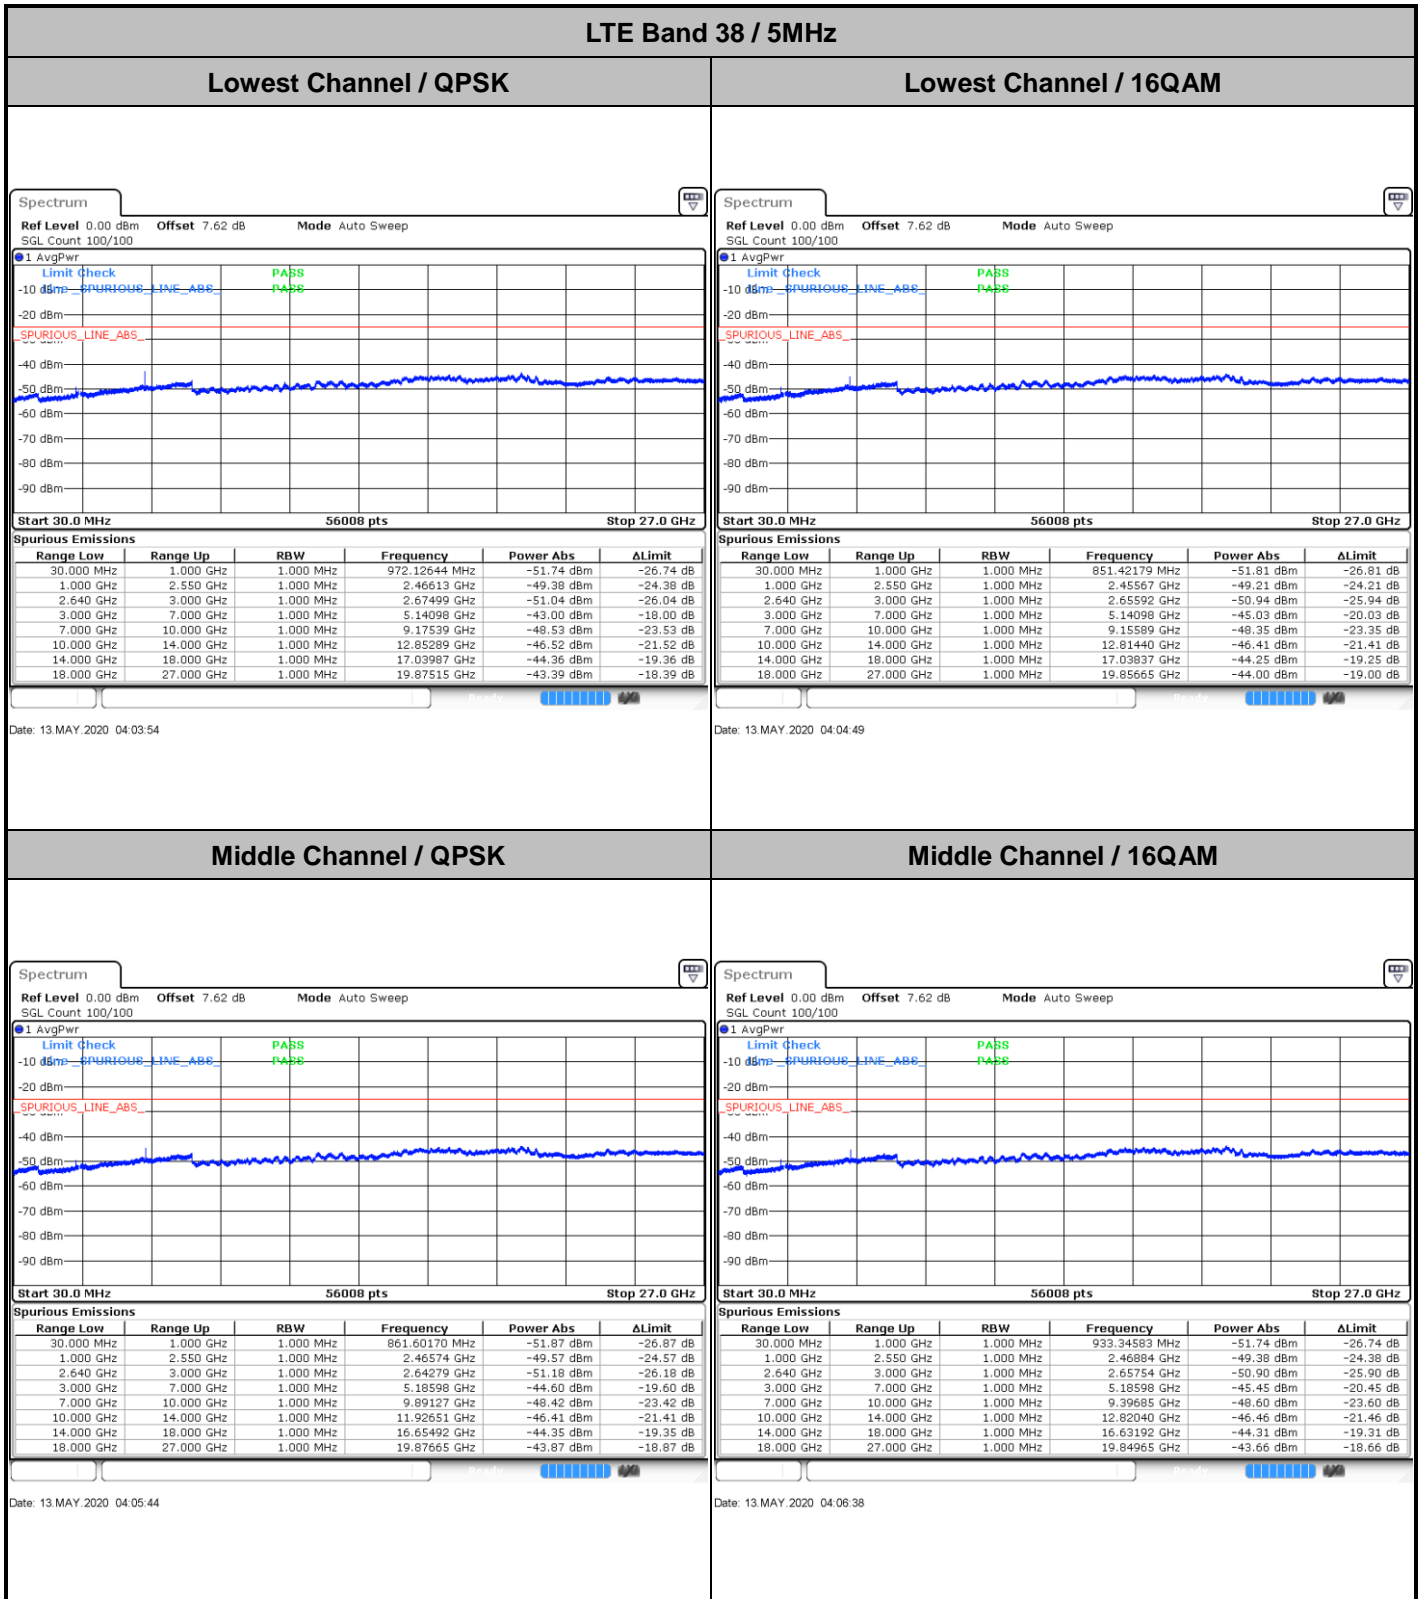 LTE Band 38 / 5MHz
Lowest Channel / QPSK
Lowest Channel / 16QAM
Spectrum
Ref Level 0.00 dBm Offset 7.62 dB Mode Auto Sweep
SGL Count 100/100
1 AvgPwr
Limit Check PASS
Line _SPURIOUS_LINE_ABS_ PASS
-10 dBm
-20 dBm
_SPURIOUS_LINE_ABS_
-40 dBm
-50 dBm
-60 dBm
-70 dBm
-80 dBm
-90 dBm
Start 30.0 MHz 56008 pts Stop 27.0 GHz
Spurious Emissions
Range Low Range Up RBW Frequency Power Abs ΔLimit
30.000 MHz 1.000 GHz 1.000 MHz 972.12644 MHz -51.74 dBm -26.74 dB
1.000 GHz 2.550 GHz 1.000 MHz 2.46613 GHz -49.38 dBm -24.38 dB
2.640 GHz 3.000 GHz 1.000 MHz 2.67499 GHz -51.04 dBm -26.04 dB
3.000 GHz 7.000 GHz 1.000 MHz 5.14098 GHz -43.00 dBm -18.00 dB
7.000 GHz 10.000 GHz 1.000 MHz 9.17539 GHz -48.53 dBm -23.53 dB
10.000 GHz 14.000 GHz 1.000 MHz 12.85289 GHz -46.52 dBm -21.52 dB
14.000 GHz 18.000 GHz 1.000 MHz 17.03987 GHz -44.36 dBm -19.36 dB
18.000 GHz 27.000 GHz 1.000 MHz 19.87515 GHz -43.39 dBm -18.39 dB
Date: 13.MAY.2020 04:03:54
Spectrum
Ref Level 0.00 dBm Offset 7.62 dB Mode Auto Sweep
SGL Count 100/100
1 AvgPwr
Limit Check PASS
Line _SPURIOUS_LINE_ABS_ PASS
-10 dBm
-20 dBm
_SPURIOUS_LINE_ABS_
-40 dBm
-50 dBm
-60 dBm
-70 dBm
-80 dBm
-90 dBm
Start 30.0 MHz 56008 pts Stop 27.0 GHz
Spurious Emissions
Range Low Range Up RBW Frequency Power Abs ΔLimit
30.000 MHz 1.000 GHz 1.000 MHz 851.42179 MHz -51.81 dBm -26.81 dB
1.000 GHz 2.550 GHz 1.000 MHz 2.45567 GHz -49.21 dBm -24.21 dB
2.640 GHz 3.000 GHz 1.000 MHz 2.65592 GHz -50.94 dBm -25.94 dB
3.000 GHz 7.000 GHz 1.000 MHz 5.14098 GHz -45.03 dBm -20.03 dB
7.000 GHz 10.000 GHz 1.000 MHz 9.15589 GHz -48.35 dBm -23.35 dB
10.000 GHz 14.000 GHz 1.000 MHz 12.81440 GHz -46.41 dBm -21.41 dB
14.000 GHz 18.000 GHz 1.000 MHz 17.03837 GHz -44.25 dBm -19.25 dB
18.000 GHz 27.000 GHz 1.000 MHz 19.85665 GHz -44.00 dBm -19.00 dB
Date: 13.MAY.2020 04:04:49
Middle Channel / QPSK
Middle Channel / 16QAM
Spectrum
Ref Level 0.00 dBm Offset 7.62 dB Mode Auto Sweep
SGL Count 100/100
1 AvgPwr
Limit Check PASS
Line _SPURIOUS_LINE_ABS_ PASS
-10 dBm
-20 dBm
_SPURIOUS_LINE_ABS_
-40 dBm
-50 dBm
-60 dBm
-70 dBm
-80 dBm
-90 dBm
Start 30.0 MHz 56008 pts Stop 27.0 GHz
Spurious Emissions
Range Low Range Up RBW Frequency Power Abs ΔLimit
30.000 MHz 1.000 GHz 1.000 MHz 861.60170 MHz -51.87 dBm -26.87 dB
1.000 GHz 2.550 GHz 1.000 MHz 2.46574 GHz -49.57 dBm -24.57 dB
2.640 GHz 3.000 GHz 1.000 MHz 2.64279 GHz -51.18 dBm -26.18 dB
3.000 GHz 7.000 GHz 1.000 MHz 5.18598 GHz -44.60 dBm -19.60 dB
7.000 GHz 10.000 GHz 1.000 MHz 9.89127 GHz -48.42 dBm -23.42 dB
10.000 GHz 14.000 GHz 1.000 MHz 11.92651 GHz -46.41 dBm -21.41 dB
14.000 GHz 18.000 GHz 1.000 MHz 16.65492 GHz -44.35 dBm -19.35 dB
18.000 GHz 27.000 GHz 1.000 MHz 19.87665 GHz -43.87 dBm -18.87 dB
Date: 13.MAY.2020 04:05:44
Spectrum
Ref Level 0.00 dBm Offset 7.62 dB Mode Auto Sweep
SGL Count 100/100
1 AvgPwr
Limit Check PASS
Line _SPURIOUS_LINE_ABS_ PASS
-10 dBm
-20 dBm
_SPURIOUS_LINE_ABS_
-40 dBm
-50 dBm
-60 dBm
-70 dBm
-80 dBm
-90 dBm
Start 30.0 MHz 56008 pts Stop 27.0 GHz
Spurious Emissions
Range Low Range Up RBW Frequency Power Abs ΔLimit
30.000 MHz 1.000 GHz 1.000 MHz 933.34583 MHz -51.74 dBm -26.74 dB
1.000 GHz 2.550 GHz 1.000 MHz 2.46884 GHz -49.38 dBm -24.38 dB
2.640 GHz 3.000 GHz 1.000 MHz 2.65754 GHz -50.90 dBm -25.90 dB
3.000 GHz 7.000 GHz 1.000 MHz 5.18598 GHz -45.45 dBm -20.45 dB
7.000 GHz 10.000 GHz 1.000 MHz 9.39685 GHz -48.60 dBm -23.60 dB
10.000 GHz 14.000 GHz 1.000 MHz 12.82040 GHz -46.46 dBm -21.46 dB
14.000 GHz 18.000 GHz 1.000 MHz 16.63192 GHz -44.31 dBm -19.31 dB
18.000 GHz 27.000 GHz 1.000 MHz 19.84965 GHz -43.66 dBm -18.66 dB
Date: 13.MAY.2020 04:06:38